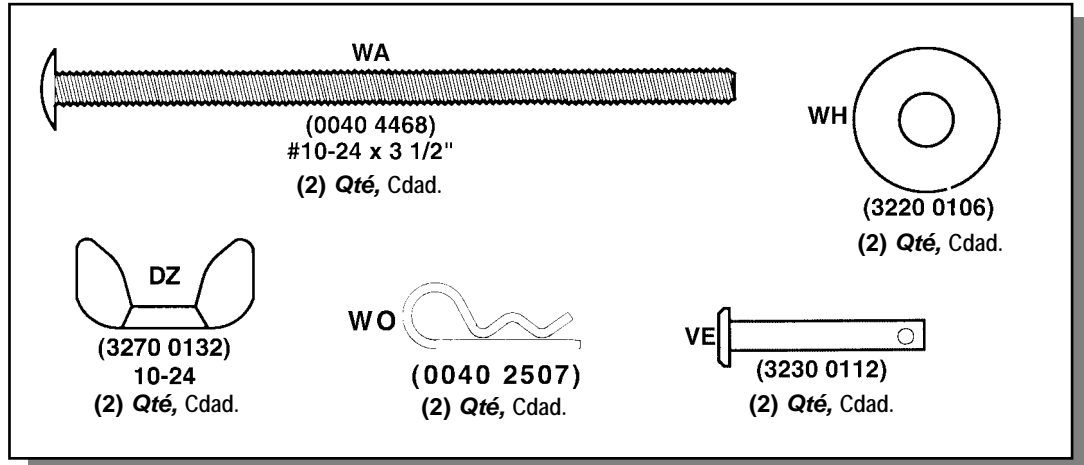 WA
(0040 4468)
#10-24 x 3 1/2"
(2) Qté, Cdad.
WH
(3220 0106)
(2) Qté, Cdad.
DZ
(3270 0132)
10-24
(2) Qté, Cdad.
WO
(0040 2507)
(2) Qté, Cdad.
VE
(3230 0112)
(2) Qté, Cdad.